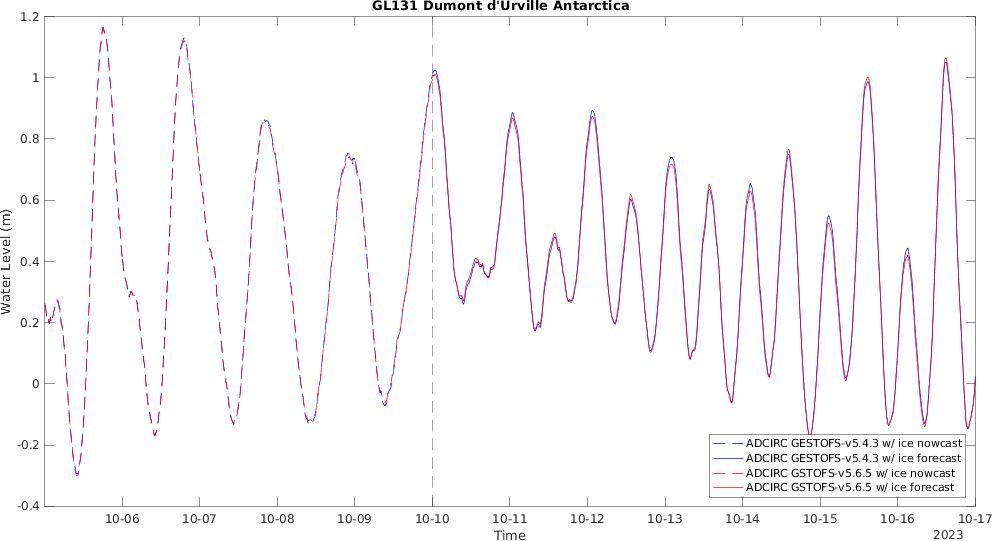 GL131 Dumont d'Urville Antarctica
1.2
1
0.8
0.6
0.4
0.2
0
-0.2
-0.4
Water Level (m)
ADCIRC GESTOFS-v5.4.3 w/ ice nowcast
ADCIRC GESTOFS-v5.4.3 w/ ice forecast
ADCIRC GSTOFS-v5.6.5 w/ ice nowcast
ADCIRC GSTOFS-v5.6.5 w/ ice forecast
10-06 10-07 10-08 10-09 10-10 10-11 10-12 10-13 10-14 10-15 10-16 10-17
Time
2023